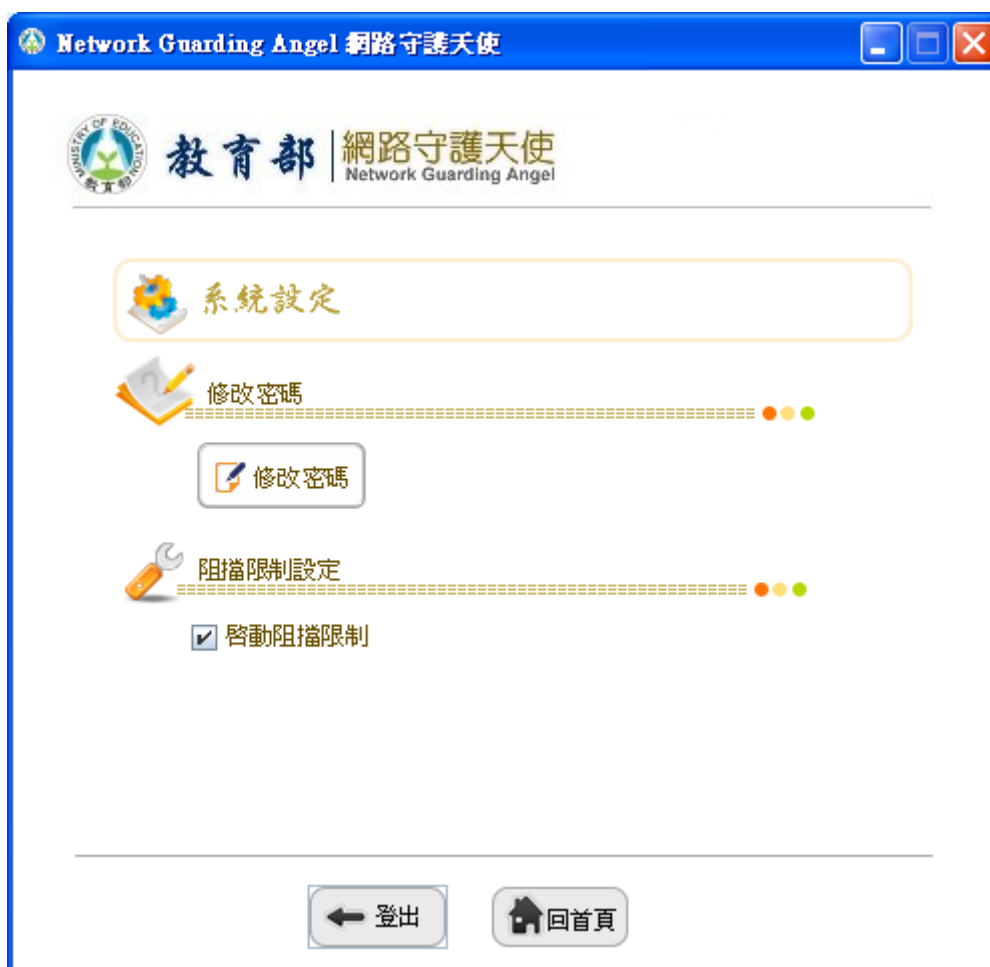 Network Guarding Angel 網路守護天使
MINISTRY OF EDUCATION
教育部
教育部 網路守護天使
Network Guarding Angel
系統設定
修改密碼
修改密碼
阻擋限制設定
啓動阻擋限制
登出 回首頁